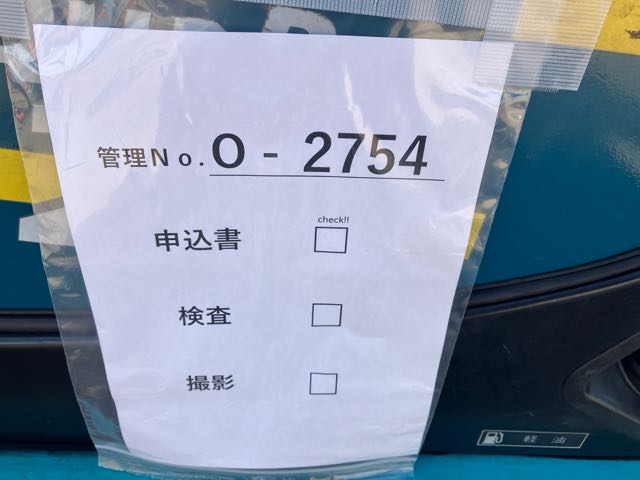 管理No. O - 2754
check!!
申込書 □
検査 □
撮影 □
軽油